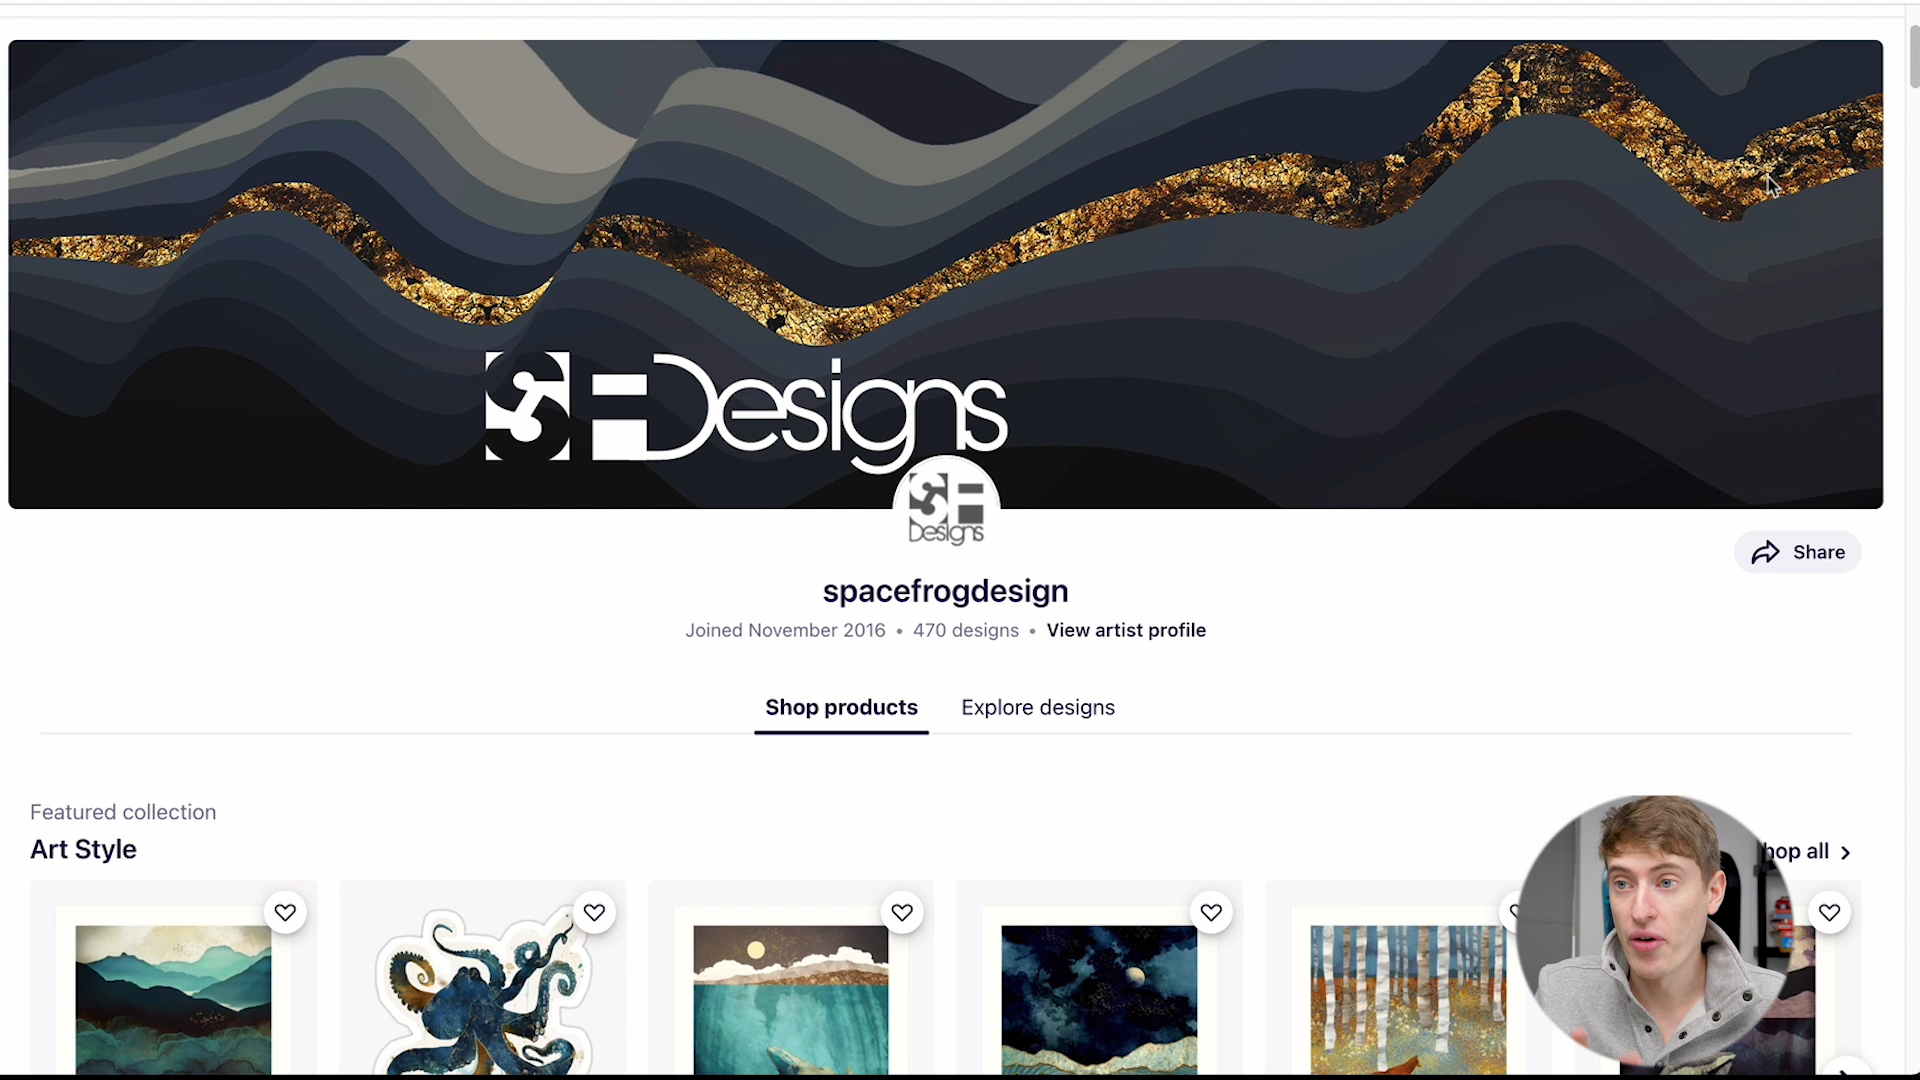 SF Designs
SF
Designs
Share
spacefrogdesign
Joined November 2016 • 470 designs • View artist profile
Shop products
Explore designs
Featured collection
Art Style
hop all